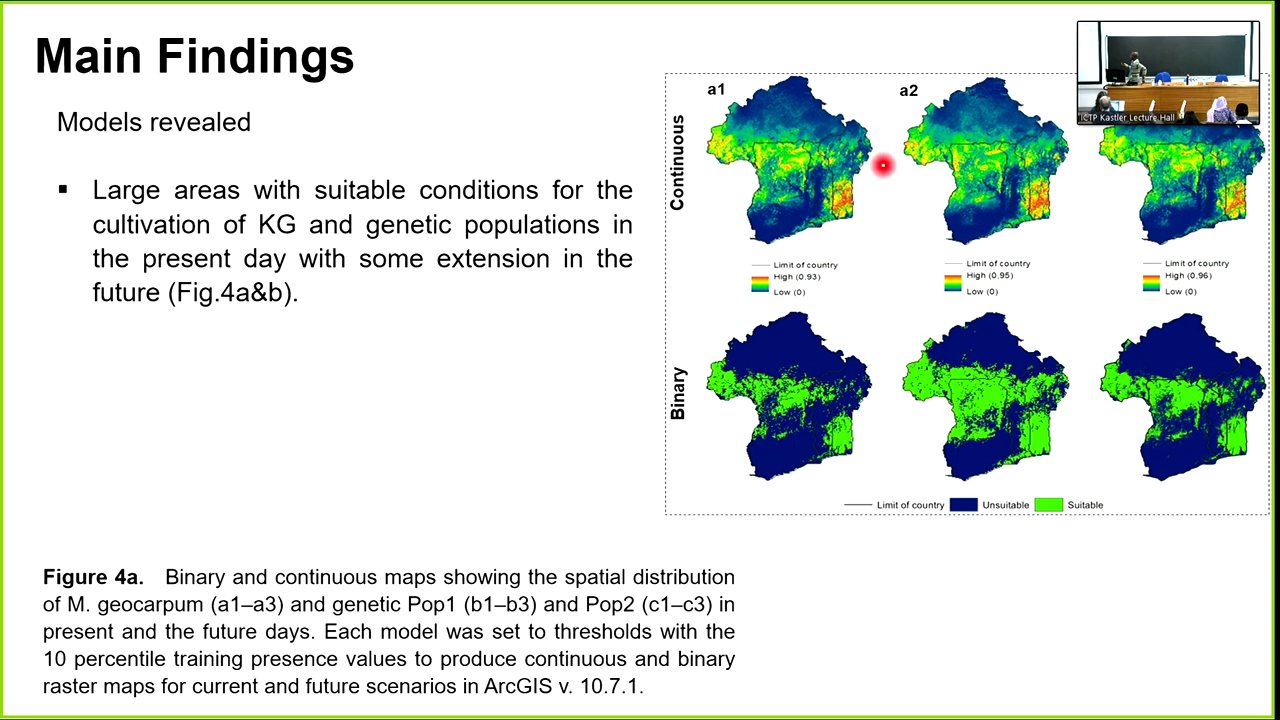 Main Findings
Models revealed
▪ Large areas with suitable conditions for the
cultivation of KG and genetic populations in
the present day with some extension in the
future (Fig.4a&b).
a1
a2
Continuous
Limit of country
High (0.93)
Low (0)
Limit of country
High (0.95)
Low (0)
Limit of country
High (0.96)
Low (0)
Binary
Limit of country Unsuitable Suitable
ICTP Kastler Lecture Hall
Figure 4a. Binary and continuous maps showing the spatial distribution
of M. geocarpum (a1–a3) and genetic Pop1 (b1–b3) and Pop2 (c1–c3) in
present and the future days. Each model was set to thresholds with the
10 percentile training presence values to produce continuous and binary
raster maps for current and future scenarios in ArcGIS v. 10.7.1.